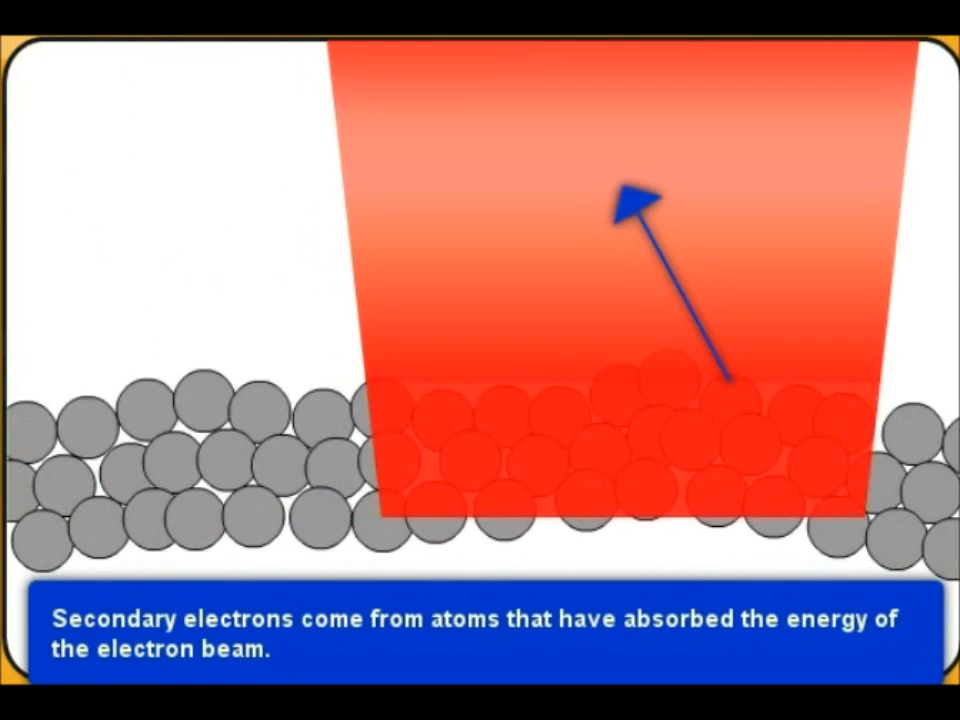 Secondary electrons come from atoms that have absorbed the energy of
the electron beam.